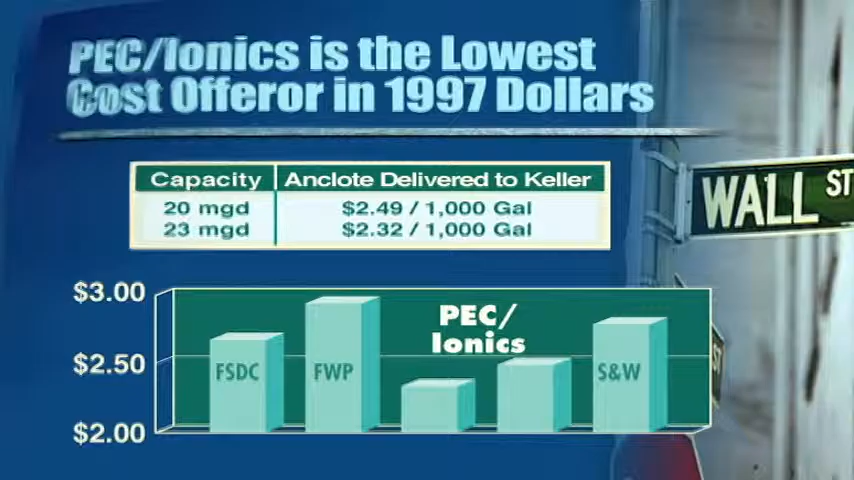 PEC/Ionics is the Lowest
Cost Offeror in 1997 Dollars
Capacity Anclote Delivered to Keller
20 mgd $2.49 / 1,000 Gal
23 mgd $2.32 / 1,000 Gal
WALL ST
$3.00
$2.50
$2.00
PEC/
Ionics
FSDC
FWP
S&W
ST